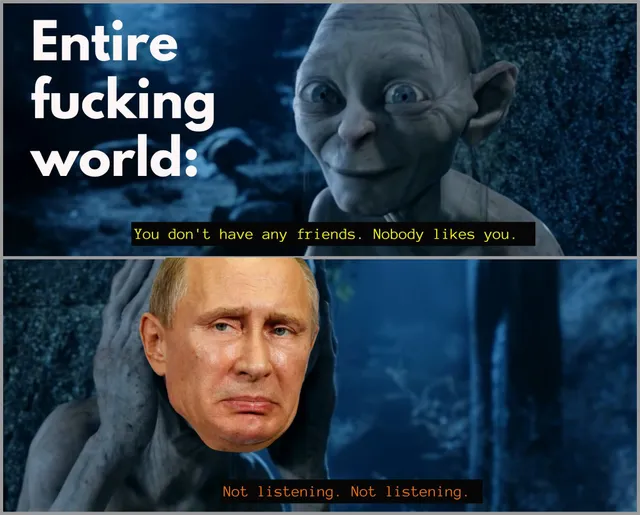 Entire
fucking
world:
You don't have any friends. Nobody likes you.
Not listening. Not listening.